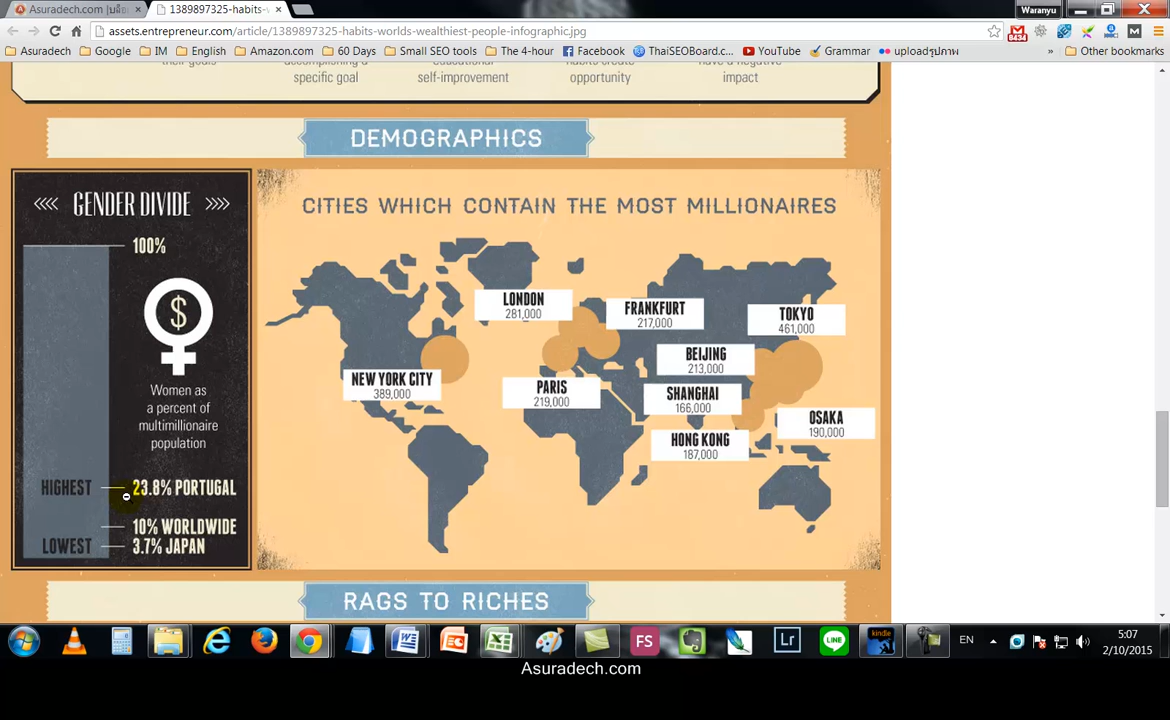 Asuradech.com |
1389897325-habits-
Waranyu
assets.entrepreneur.com/article/1389897325-habits-worlds-wealthiest-people-infographic.jpg
8434
Asuradech
Google
IM
English
Amazon.com
60 Days
Small SEO tools
The 4-hour
Facebook
ThaiSEOBoard.c...
YouTube
Grammar
uploadรูปภาพ
»
Other bookmarks
their goals
accomplishing a
specific goal
educational
self-improvement
habits create
opportunity
have a negative
impact
DEMOGRAPHICS
GENDER DIVIDE
100%
$
Women as
a percent of
multimillionaire
population
HIGHEST
23.8% PORTUGAL
10% WORLDWIDE
LOWEST
3.7% JAPAN
CITIES WHICH CONTAIN THE MOST MILLIONAIRES
LONDON
281,000
FRANKFURT
217,000
TOKYO
461,000
BEIJING
213,000
NEW YORK CITY
389,000
PARIS
219,000
SHANGHAI
166,000
OSAKA
190,000
HONG KONG
187,000
RAGS TO RICHES
FS
Lr
LINE
kindle
EN
5:07
2/10/2015
Asuradech.com